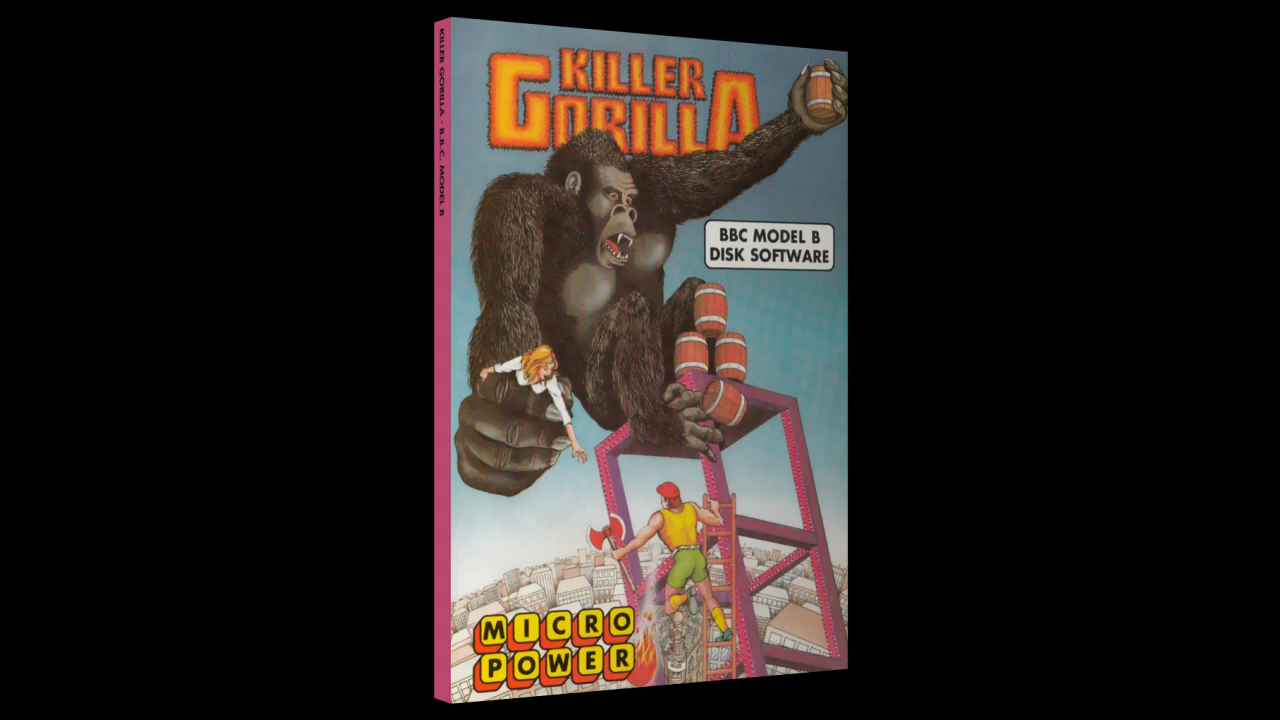 KILLER GORILLA - B.B.C. MODEL B
KILLER
GORILLA
BBC MODEL B
DISK SOFTWARE
MICRO
POWER